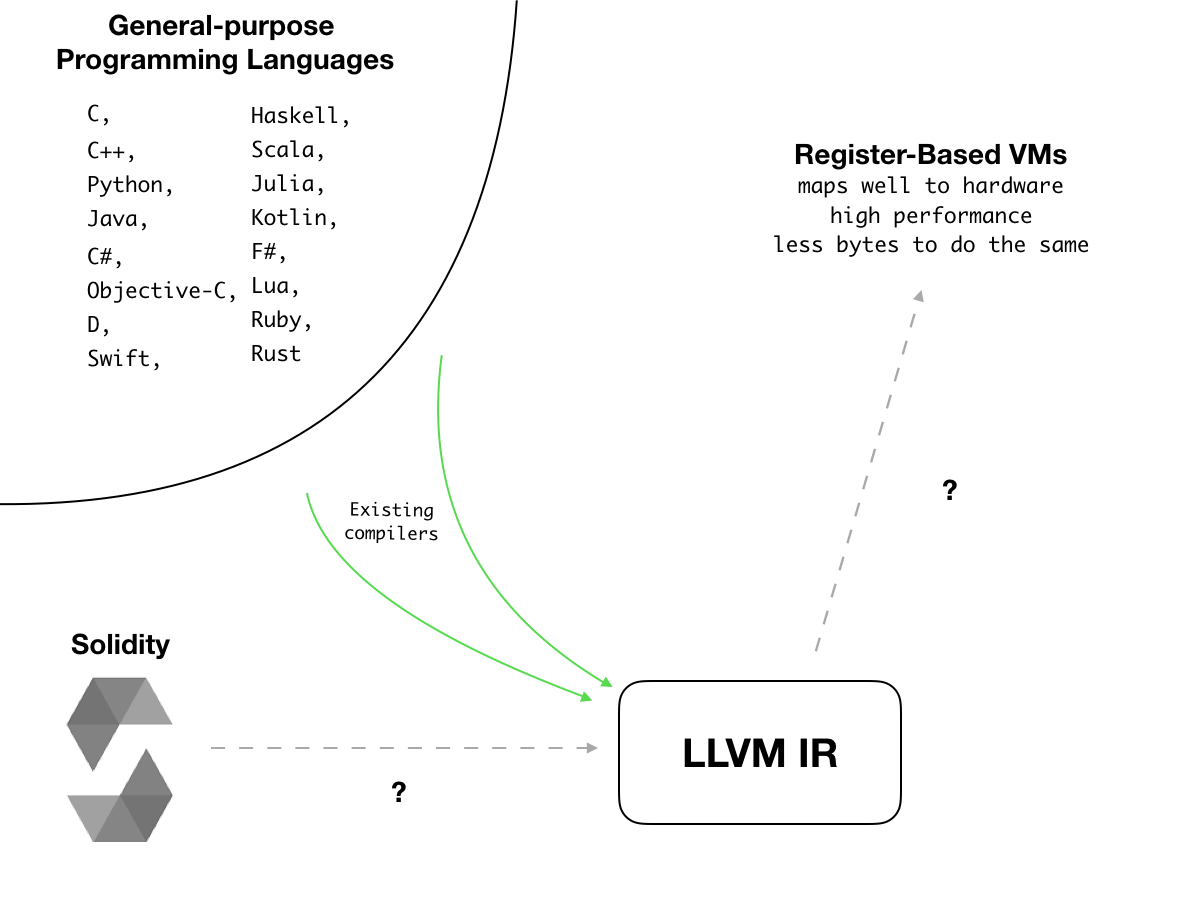 General-purpose
Programming Languages
C,
C++,
Python,
Java,
C#,
Objective-C,
D,
Swift,
Haskell,
Scala,
Julia,
Kotlin,
F#,
Lua,
Ruby,
Rust
Register-Based VMs
maps well to hardware
high performance
less bytes to do the same
?
Existing
compilers
Solidity
?
LLVM IR